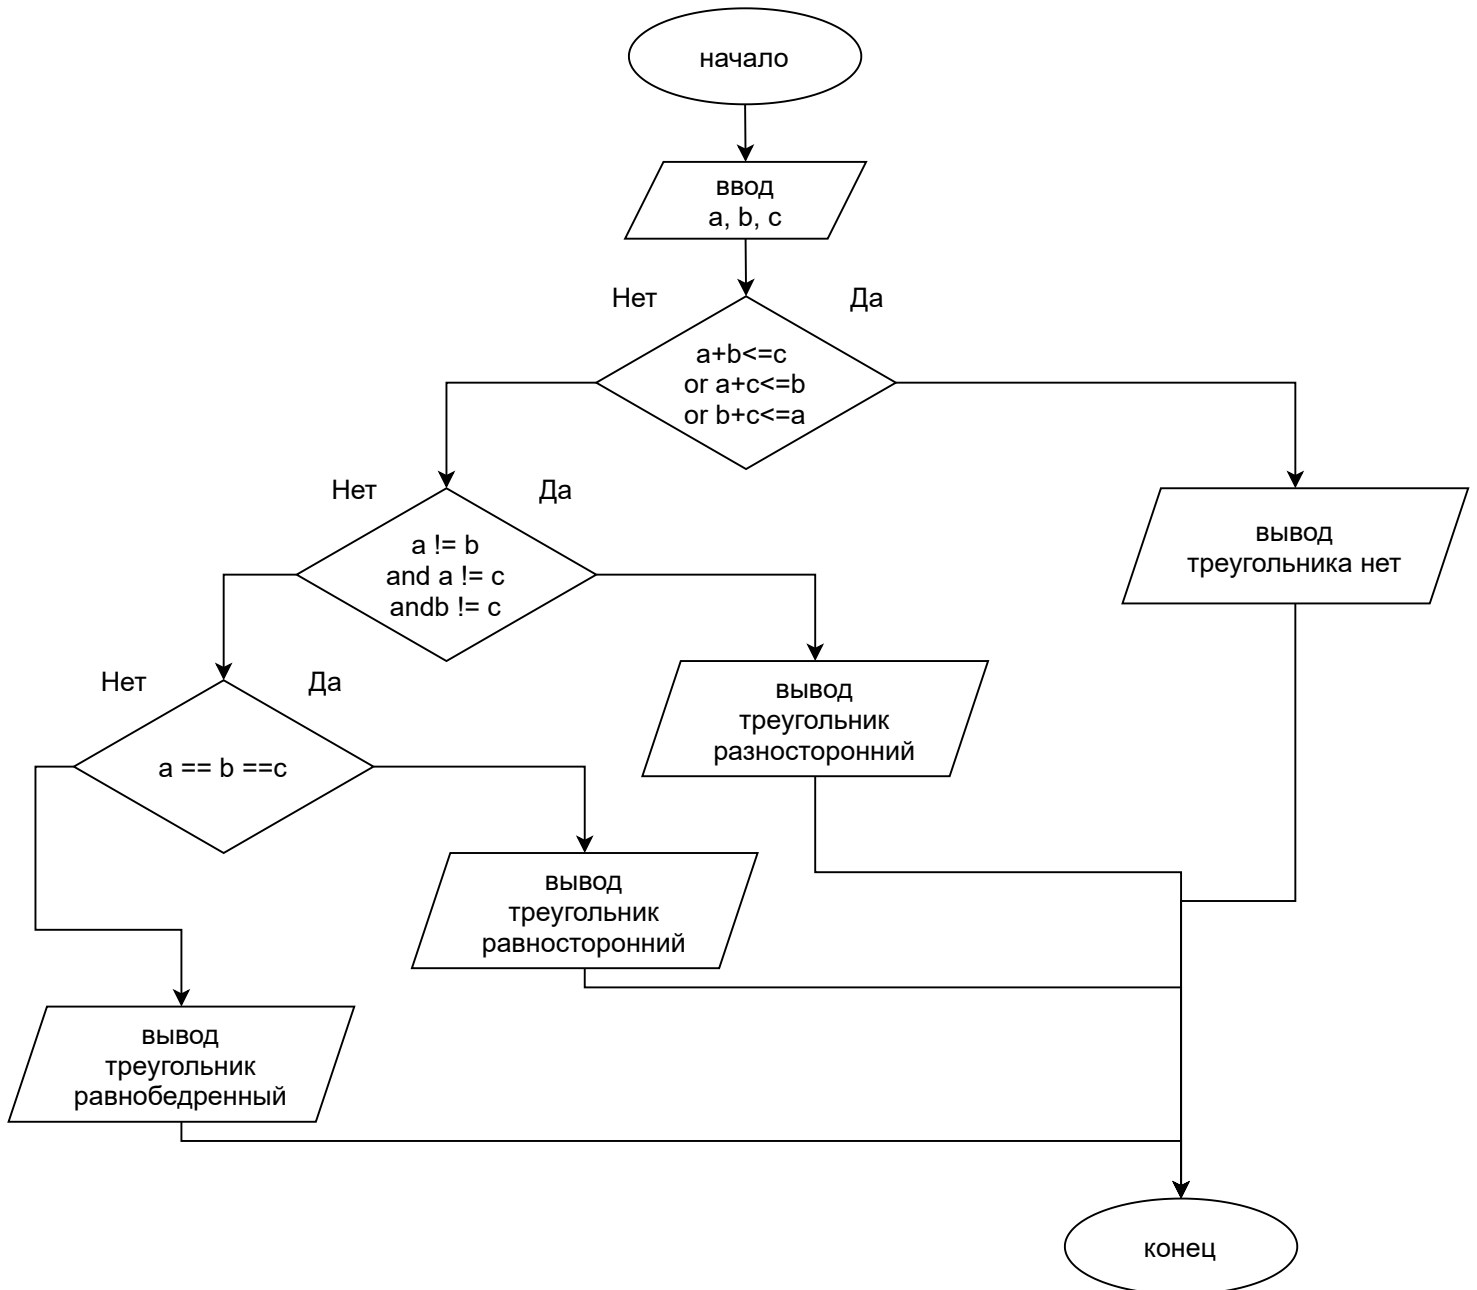 начало
ввод
a, b, c
Нет
Да
a+b<=c
or a+c<=b
or b+c<=a
Нет
Да
a != b
and a != c
andb != c
вывод
треугольника нет
Нет
Да
a == b ==c
вывод
треугольник
разносторонний
вывод
треугольник
равносторонний
вывод
треугольник
равнобедренный
конец